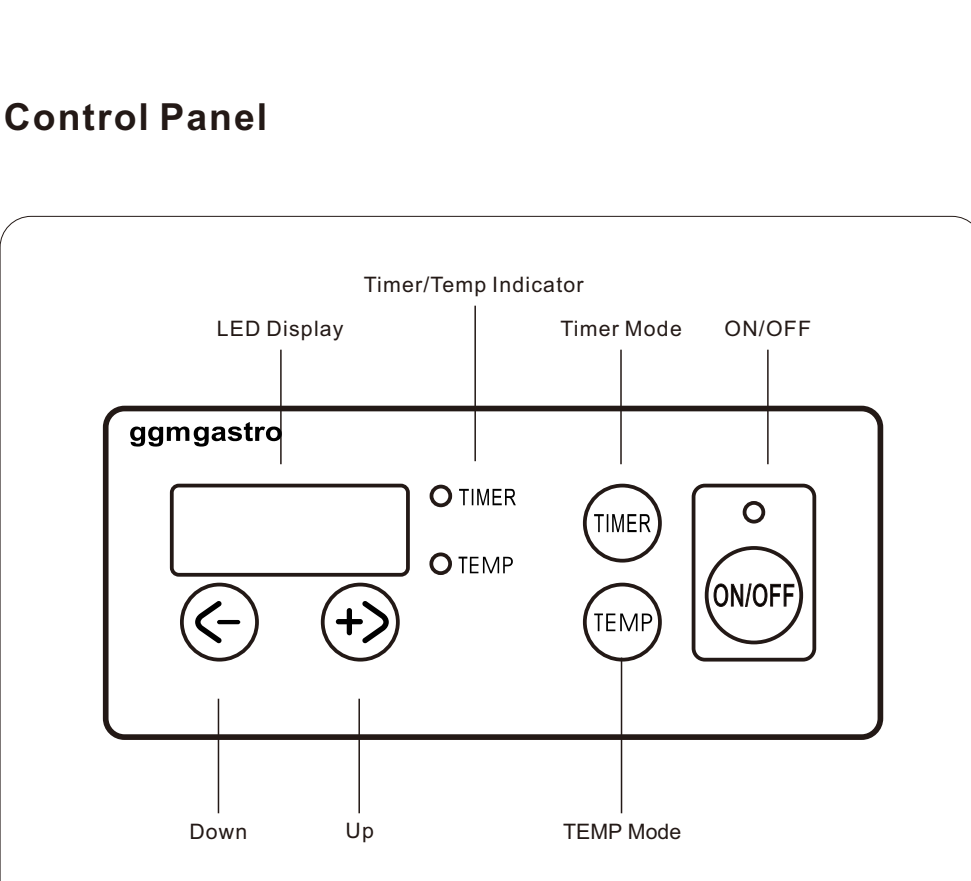 Control Panel
Timer/Temp Indicator
LED Display
Timer Mode
ON/OFF
ggmgastro
TIMER
TIMER
TEMP
ON/OFF
<-
+>
TEMP
Down
Up
TEMP Mode